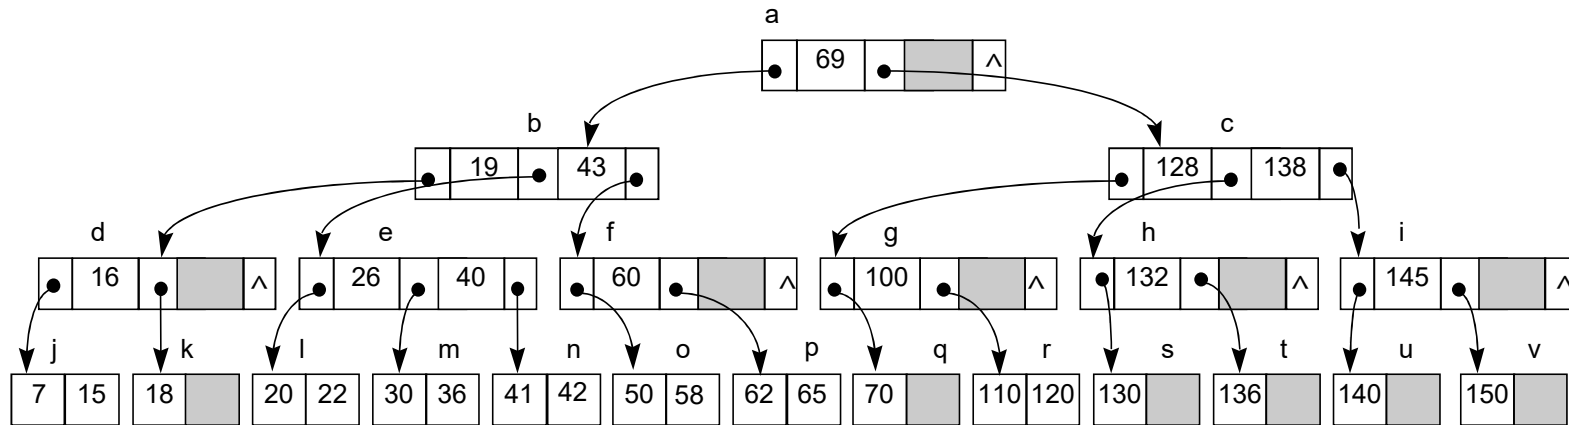 a
69 ^
b c
19 43 128 138
d e f g h i
16 ^ 26 40 60 ^ 100 ^ 132 ^ 145 ^
j k l m n o p q r s t u v
7 15 18 20 22 30 36 41 42 50 58 62 65 70 110 120 130 136 140 150